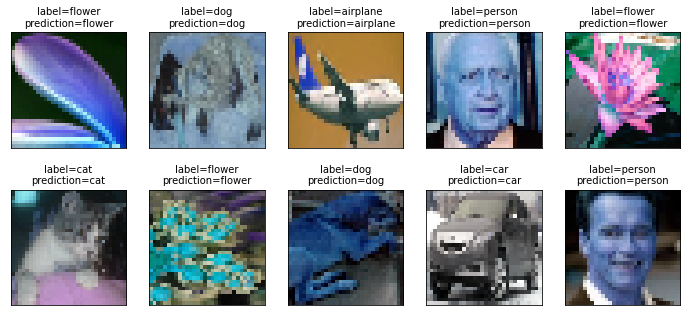 label=flower
prediction=flower
label=dog
prediction=dog
label=airplane
prediction=airplane
label=person
prediction=person
label=flower
prediction=flower
label=cat
prediction=cat
label=flower
prediction=flower
label=dog
prediction=dog
label=car
prediction=car
label=person
prediction=person